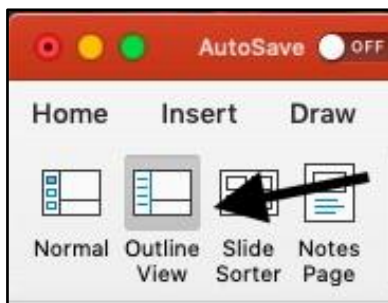 AutoSave OFF
Home Insert Draw
Normal Outline Slide Notes
View Sorter Page